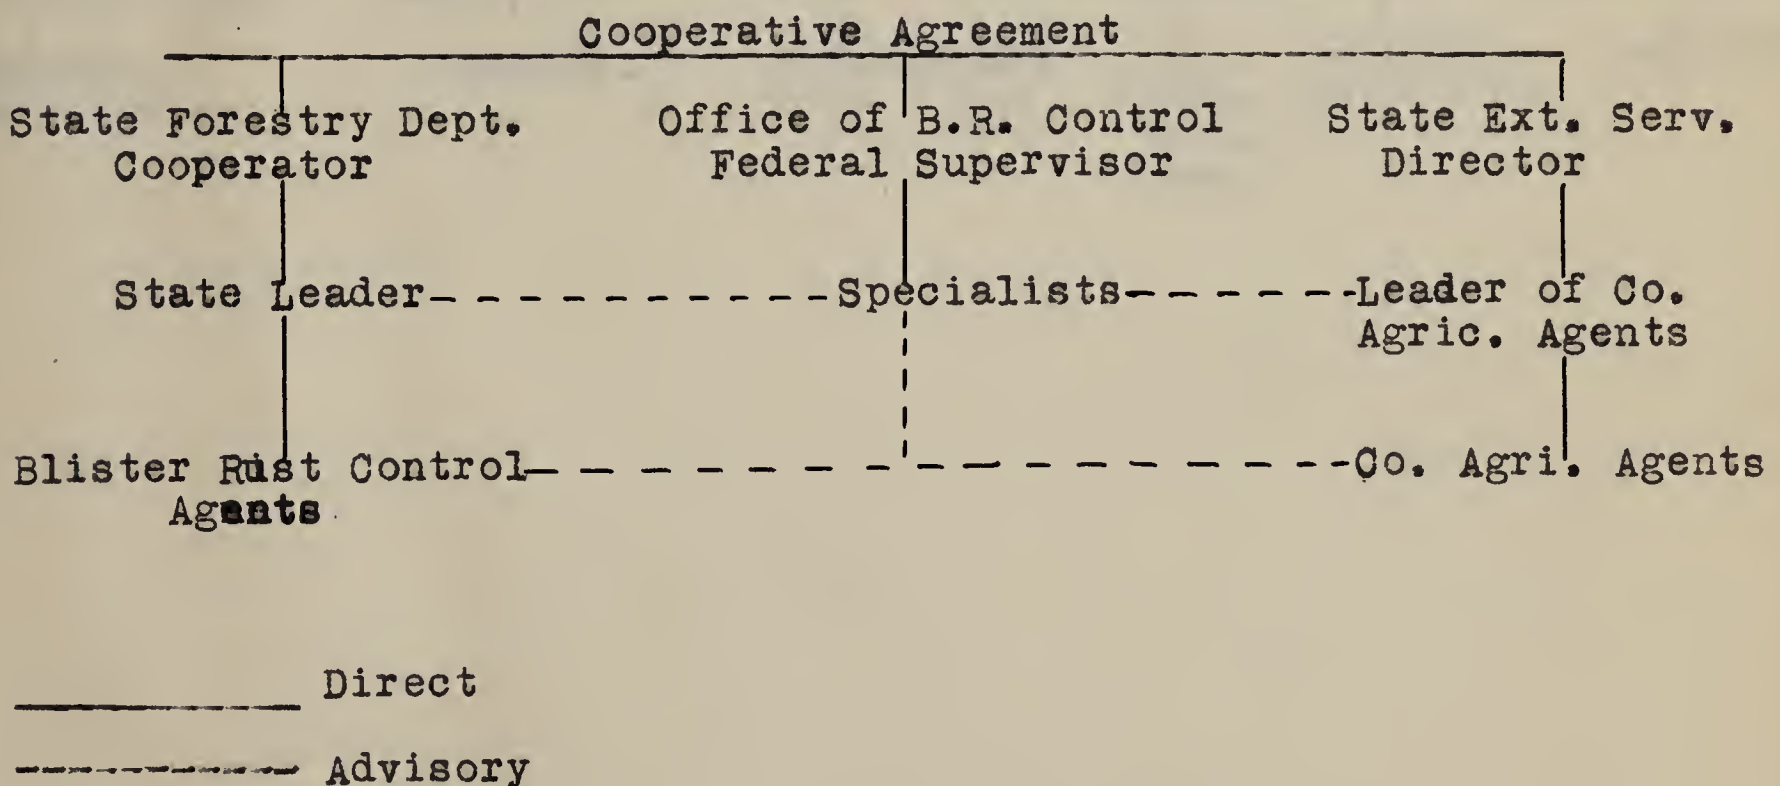 Cooperative Agreement
State Forestry Dept. Office of B.R. Control State Ext. Serv.
Cooperator Federal Supervisor Director
State Leader Specialists Leader of Co.
Agric. Agents
Blister Rust Control Co. Agri. Agents
Agents
Direct
Advisory